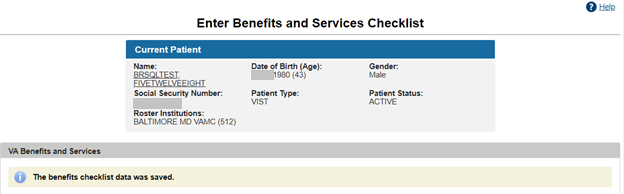 Help
Enter Benefits and Services Checklist
Current Patient
Name: Date of Birth (Age): Gender:
BRSQLTEST, 1980 (43) Male
FIVETWELVEEIGHT
Social Security Number: Patient Type: Patient Status:
VIST ACTIVE
Roster Institutions:
BALTIMORE MD VAMC (512)
VA Benefits and Services
The benefits checklist data was saved.